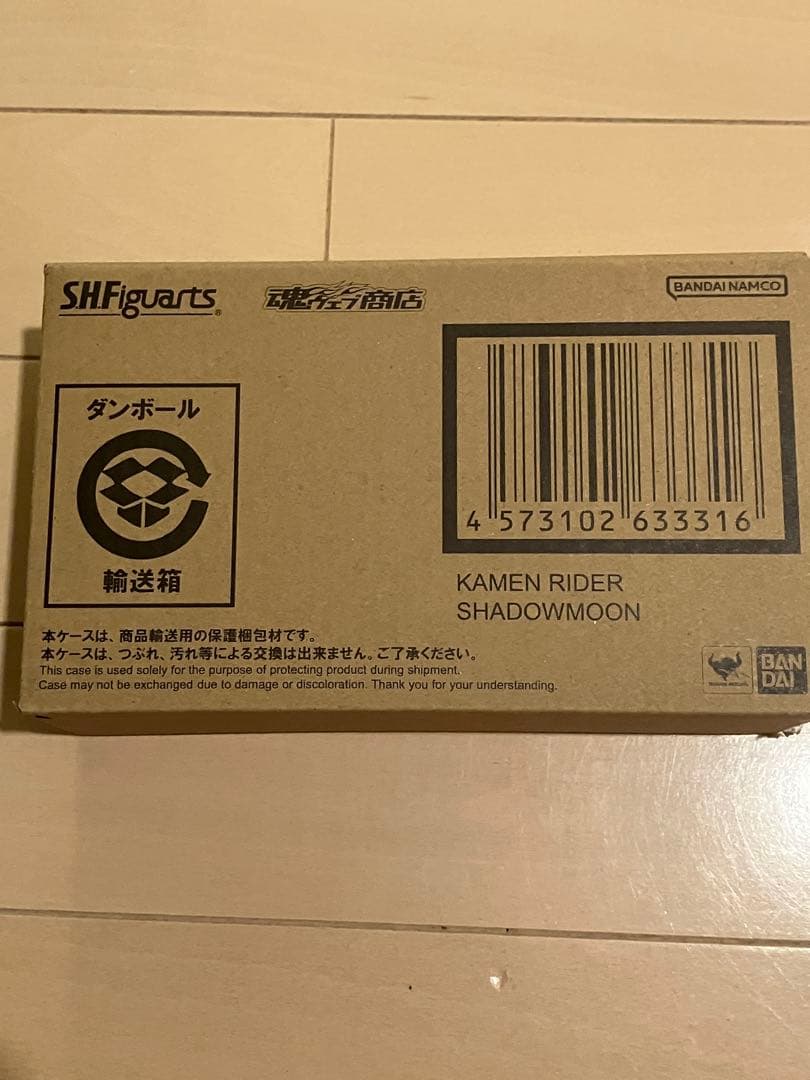 S.H.Figuarts®
魂ウェブ商店
BANDAI NAMCO
ダンボール
輸送箱
4 573102 633316
KAMEN RIDER
SHADOWMOON
本ケースは、商品輸送用の保護梱包材です。
本ケースは、つぶれ、汚れ等による交換は出来ません。ご了承ください。
This case is used solely for the purpose of protecting product during shipment.
Case may not be exchanged due to damage or discoloration. Thank you for your understanding.
BAN
DAI